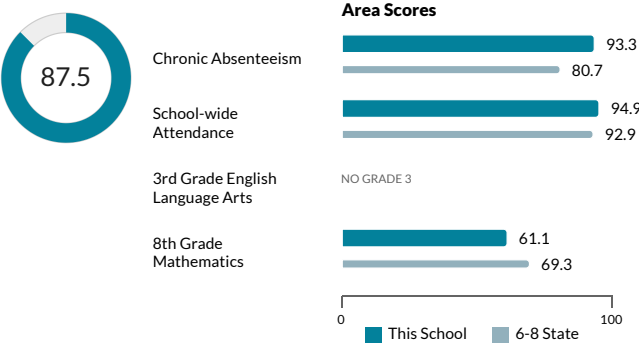 Area Scores
87.5
Chronic Absenteeism
93.3
80.7
School-wide
Attendance
94.9
92.9
3rd Grade English
Language Arts
NO GRADE 3
8th Grade
Mathematics
61.1
69.3
0
100
This School
6-8 State